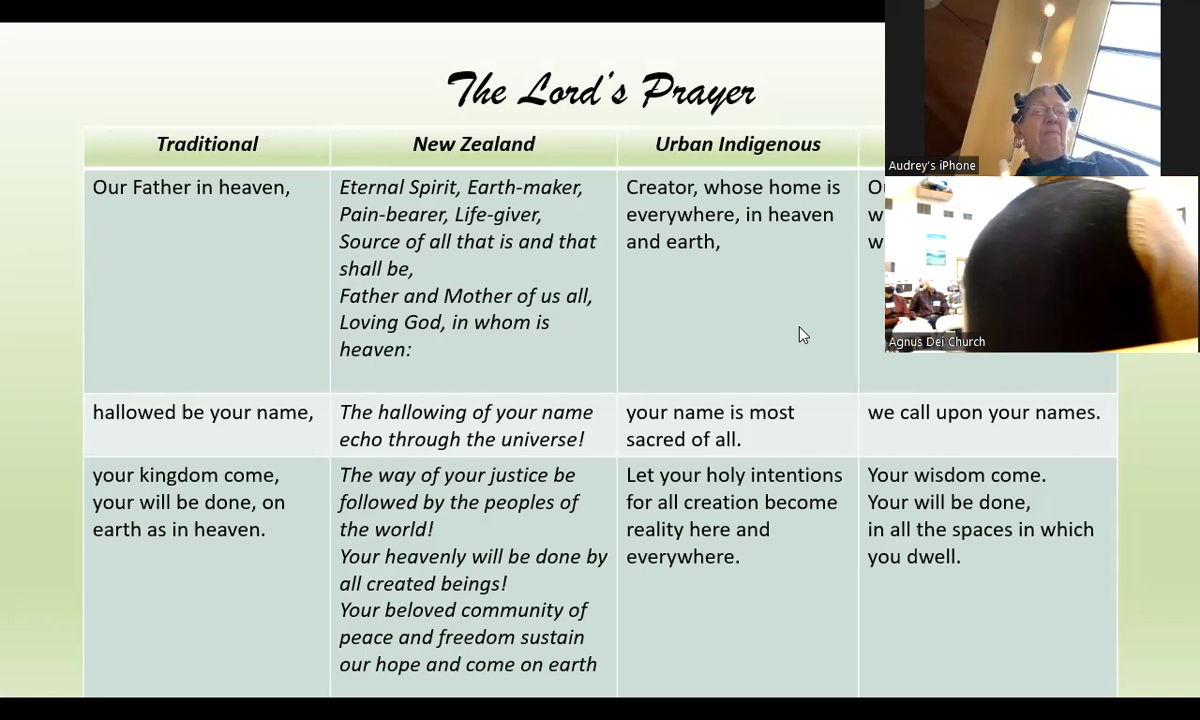 The Lord's Prayer
Traditional
New Zealand
Urban Indigenous
Our Father in heaven,
Eternal Spirit, Earth-maker,
Pain-bearer, Life-giver,
Source of all that is and that
shall be,
Father and Mother of us all,
Loving God, in whom is
heaven:
Creator, whose home is
everywhere, in heaven
and earth,
hallowed be your name,
The hallowing of your name
echo through the universe!
your name is most
sacred of all.
we call upon your names.
your kingdom come,
your will be done, on
earth as in heaven.
The way of your justice be
followed by the peoples of
the world!
Your heavenly will be done by
all created beings!
Your beloved community of
peace and freedom sustain
our hope and come on earth
Let your holy intentions
for all creation become
reality here and
everywhere.
Your wisdom come.
Your will be done,
in all the spaces in which
you dwell.
Audrey's iPhone
Agnus Dei Church